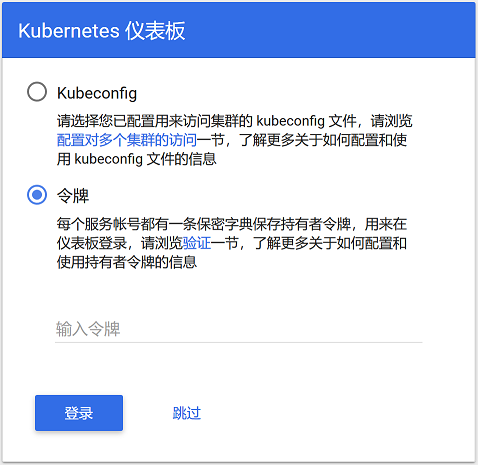 Kubernetes 仪表板
Kubeconfig
请选择您已配置用来访问集群的 kubeconfig 文件，请浏览
配置对多个集群的访问一节，了解更多关于如何配置和使
用 kubeconfig 文件的信息
令牌
每个服务帐号都有一条保密字典保存持有者令牌，用来在
仪表板登录，请浏览验证一节，了解更多关于如何配置和
使用持有者令牌的信息
输入令牌
登录
跳过